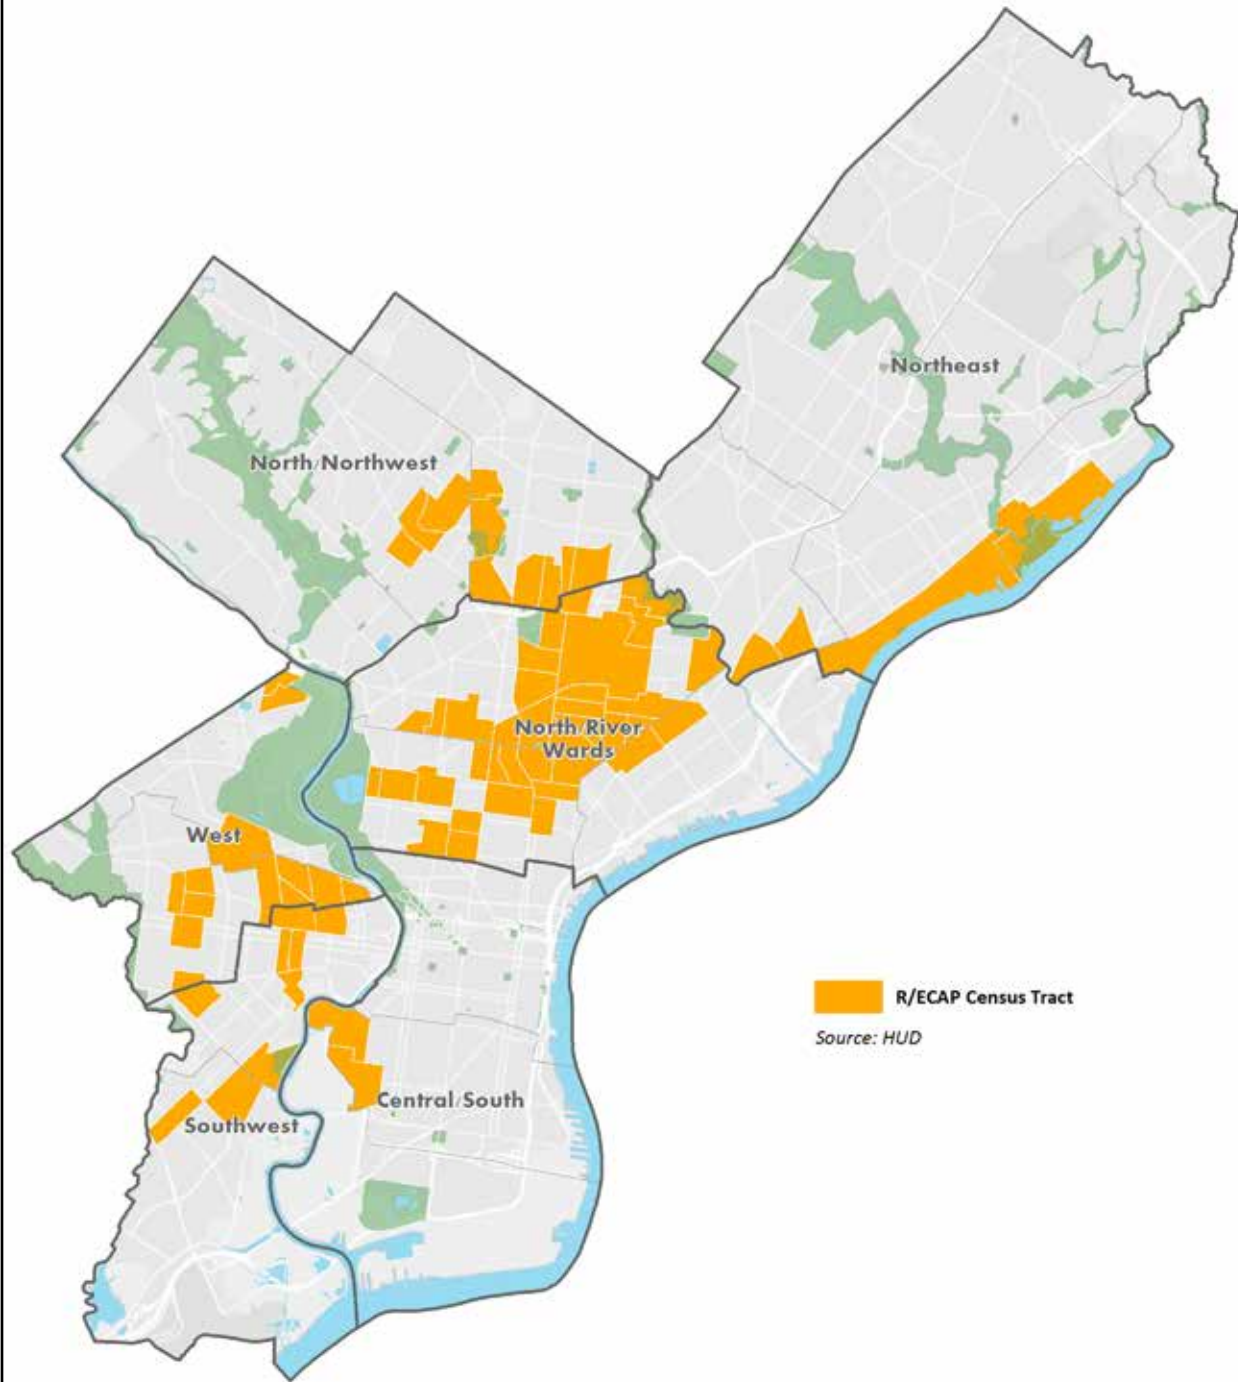 Northeast
North/Northwest
North/River
Wards
West
R/ECAP Census Tract
Source: HUD
Central/South
Southwest